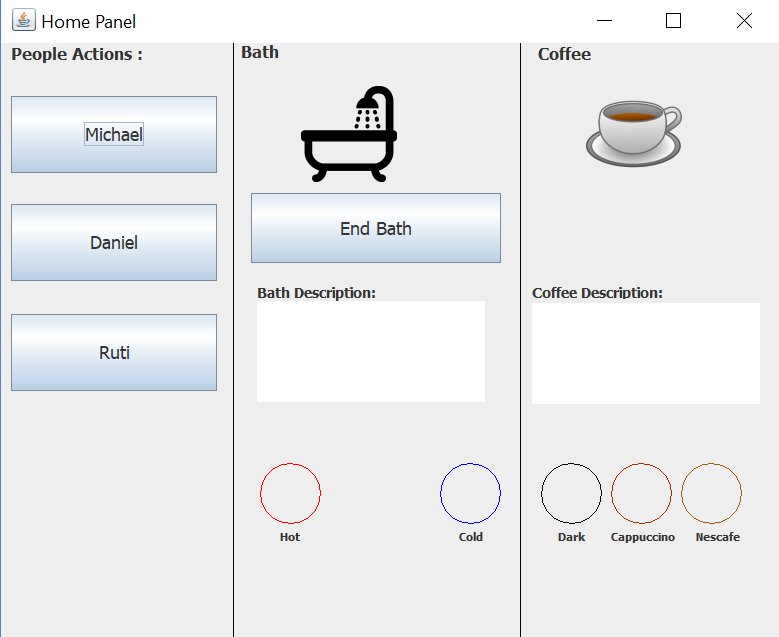 Home Panel
People Actions :
Michael
Daniel
Ruti
Bath
End Bath
Bath Description:
Hot
Cold
Coffee
Coffee Description:
Dark
Cappuccino
Nescafe